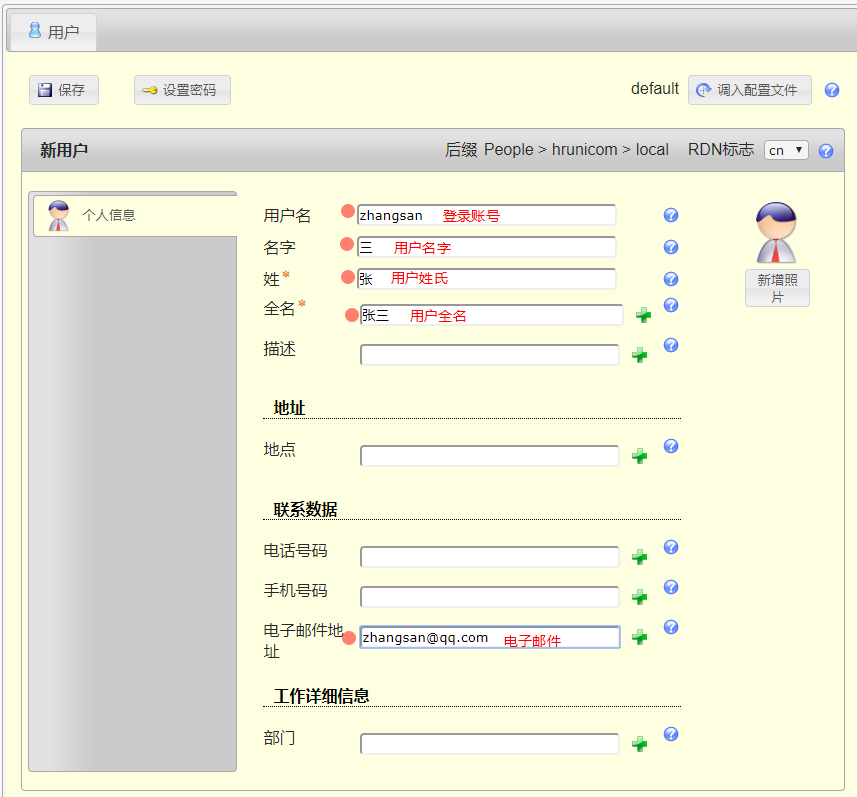 用户
保存 设置密码 default 调入配置文件
新用户 后缀 People > hrunicom > local RDN标志 cn
个人信息
用户名 zhangsan 登录账号
名字 三 用户名字
姓* 张 用户姓氏
全名* 张三 用户全名
新增照
片
描述
地址
地点
联系数据
电话号码
手机号码
电子邮件地
址 zhangsan@qq.com 电子邮件
工作详细信息
部门